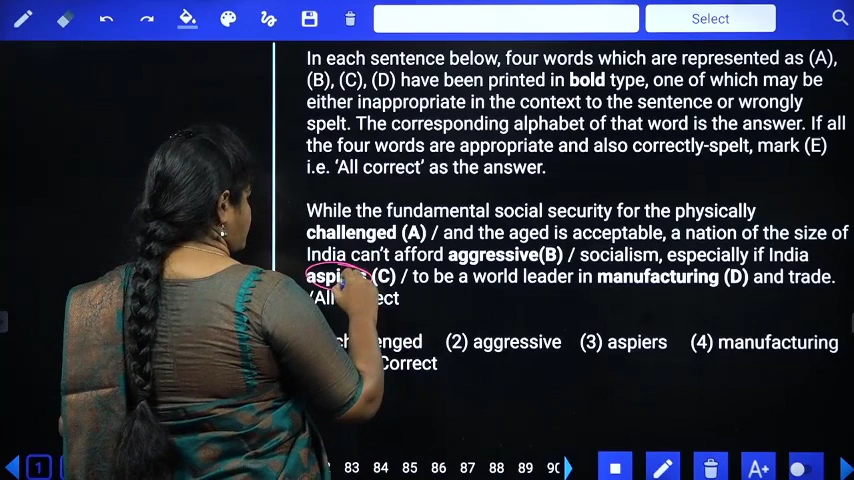 Select
In each sentence below, four words which are represented as (A),
(B), (C), (D) have been printed in bold type, one of which may be
either inappropriate in the context to the sentence or wrongly
spelt. The corresponding alphabet of that word is the answer. If all
the four words are appropriate and also correctly-spelt, mark (E)
i.e. ‘All correct’ as the answer.
While the fundamental social security for the physically
challenged (A) / and the aged is acceptable, a nation of the size of
India can’t afford aggressive(B) / socialism, especially if India
(C) / to be a world leader in manufacturing (D) and trade.
‘All
(2) aggressive (3) aspiers (4) manufacturing
Correct
1 83 84 85 86 87 88 89 90
A+